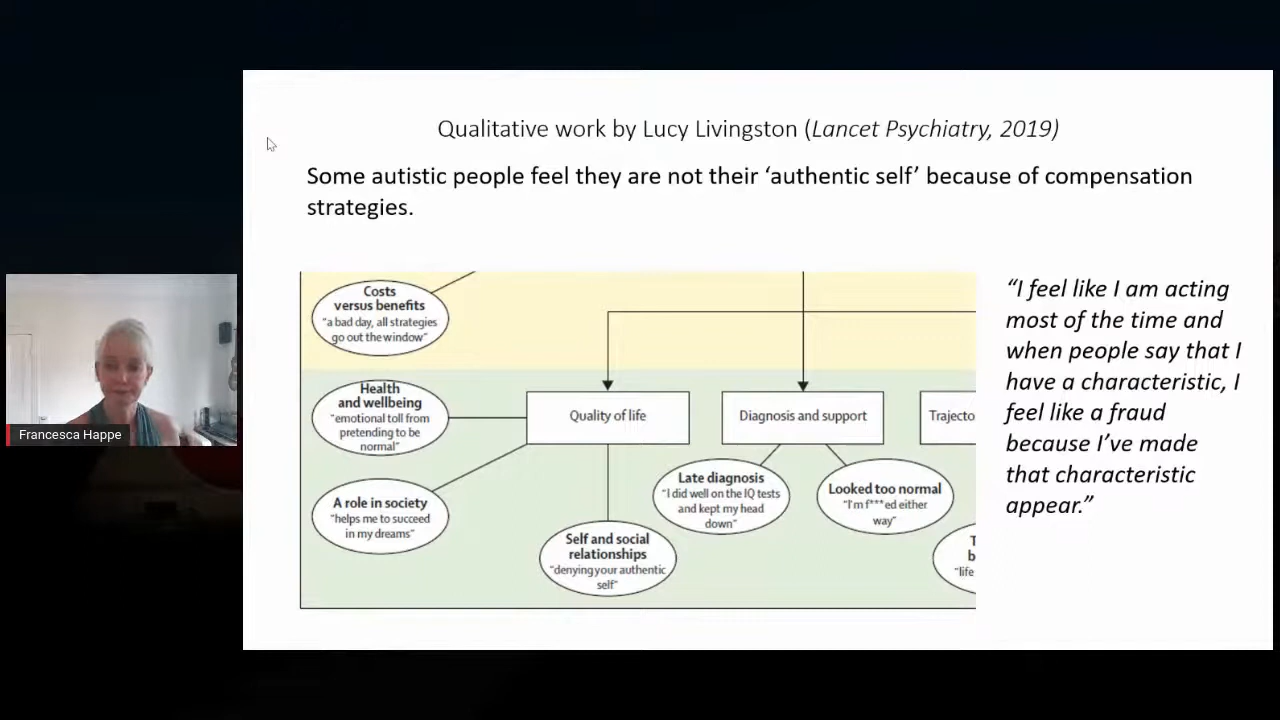 Qualitative work by Lucy Livingston (Lancet Psychiatry, 2019)
Some autistic people feel they are not their ‘authentic self’ because of compensation
strategies.
Costs
versus benefits
"a bad day, all strategies
go out the window"
Health
and wellbeing
"emotional toll from
pretending to be
normal"
A role in society
"helps me to succeed
in my dreams"
Quality of life
Self and social
relationships
"denying your authentic
self"
Diagnosis and support
Late diagnosis
"I did well on the IQ tests
and kept my head
down"
Looked too normal
"I'm f***ed either
way"
Trajecto
T
b
"life
“I feel like I am acting
most of the time and
when people say that I
have a characteristic, I
feel like a fraud
because I’ve made
that characteristic
appear.”
Francesca Happe